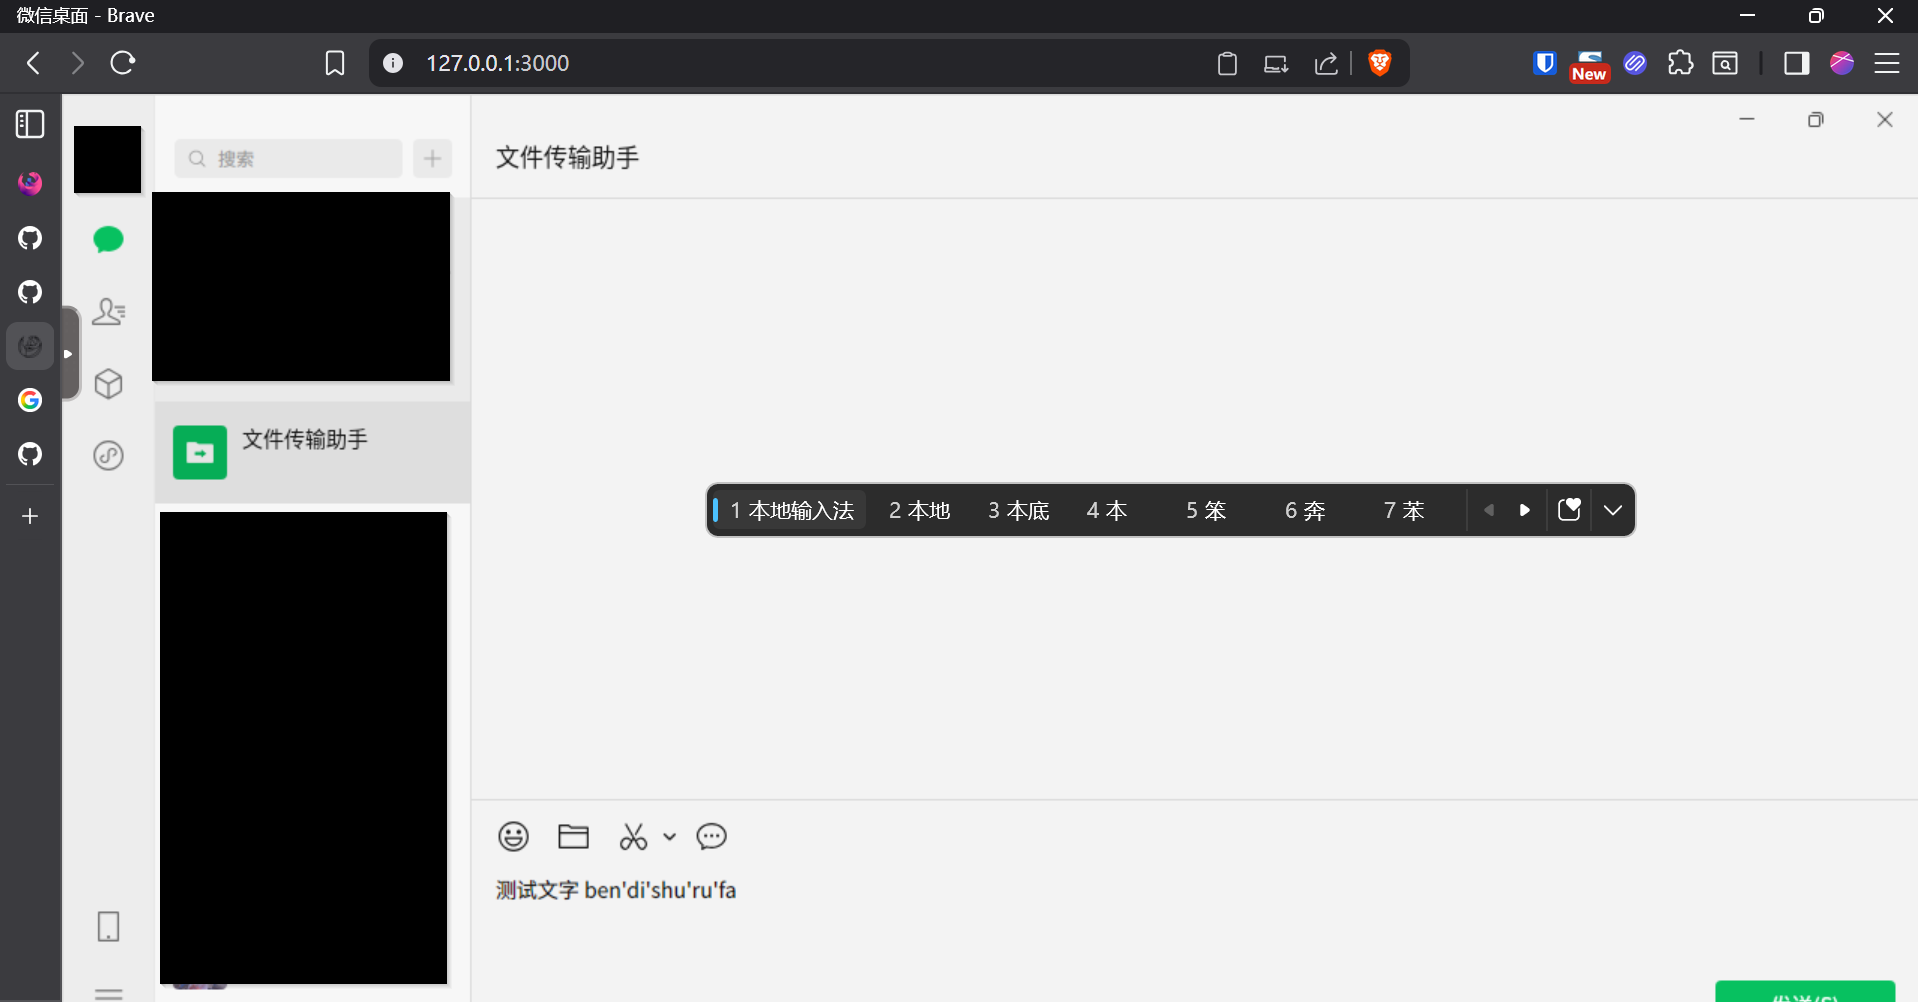 微信桌面 - Brave
127.0.0.1:3000
New
搜索
文件传输助手
文件传输助手
1 本地输入法 2 本地 3 本底 4 本 5 笨 6 奔 7 苯
测试文字 ben'di'shu'ru'fa
发送(S)